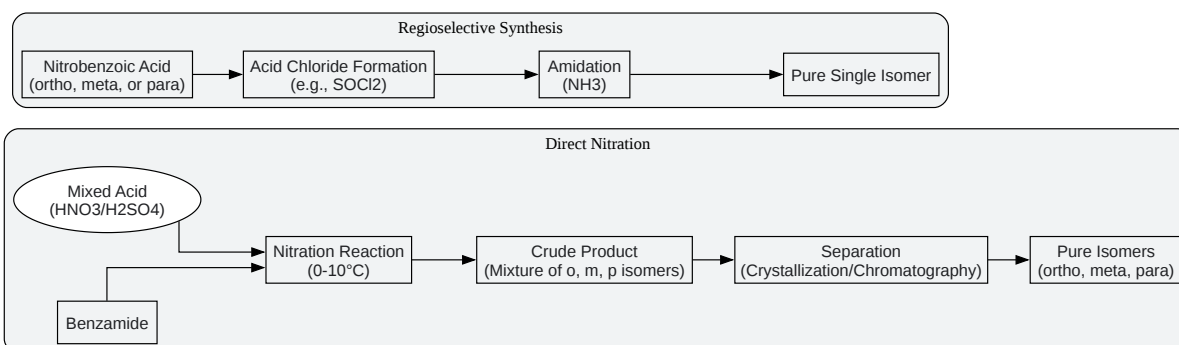 Regioselective Synthesis
Nitrobenzoic Acid
(ortho, meta, or para)
Acid Chloride Formation
(e.g., SOCl2)
Amidation
(NH3)
Pure Single Isomer
Direct Nitration
Mixed Acid
(HNO3/H2SO4)
Benzamide
Nitration Reaction
(0-10°C)
Crude Product
(Mixture of o, m, p isomers)
Separation
(Crystallization/Chromatography)
Pure Isomers
(ortho, meta, para)